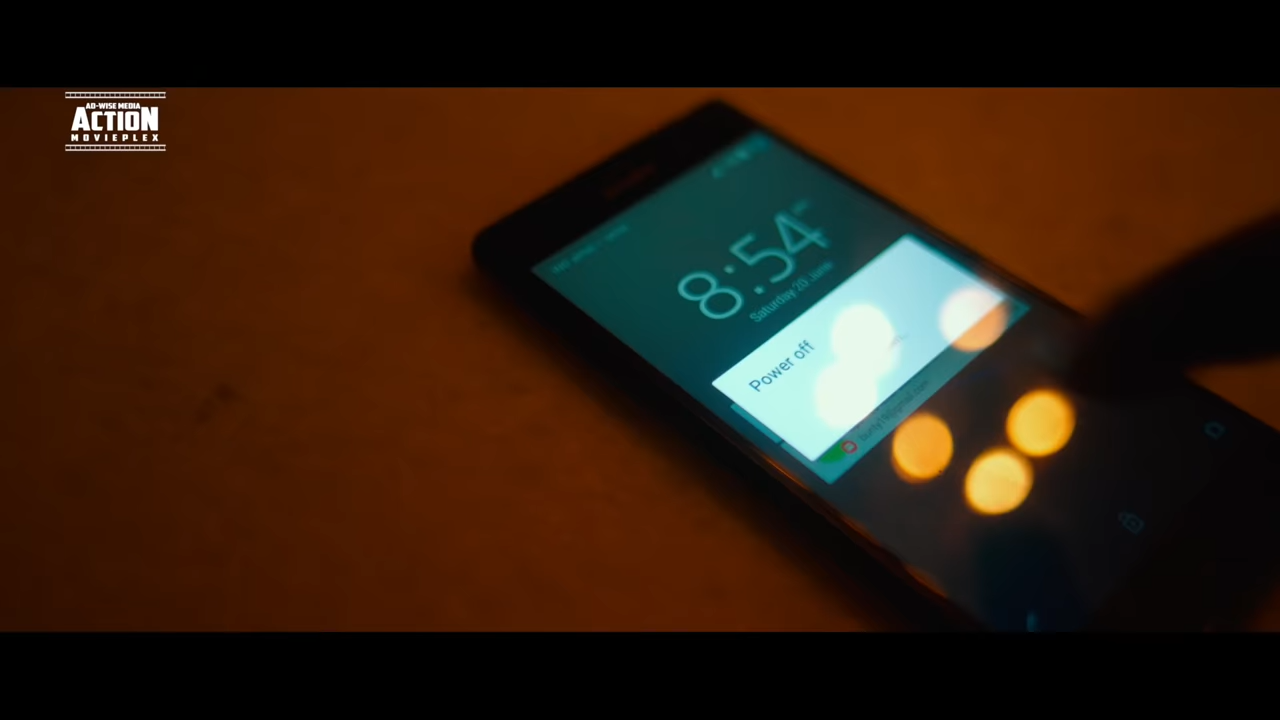 AD-WISE MEDIA
ACTION
MOVIEPLEX
8:54
Saturday 20 June
Power off